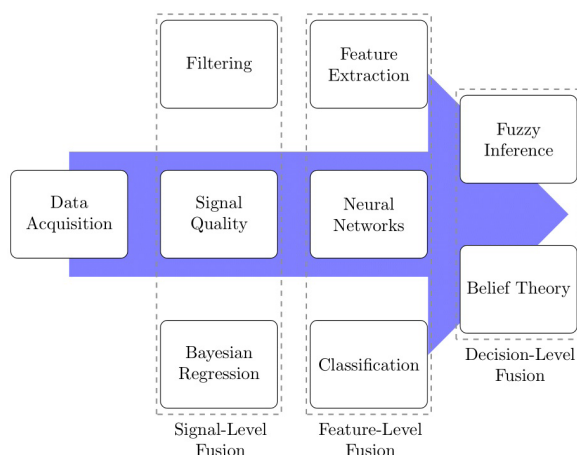 Filtering
Feature
Extraction
Fuzzy
Inference
Data
Acquisition
Signal
Quality
Neural
Networks
Belief Theory
Bayesian
Regression
Classification
Decision-Level
Fusion
Signal-Level
Fusion
Feature-Level
Fusion